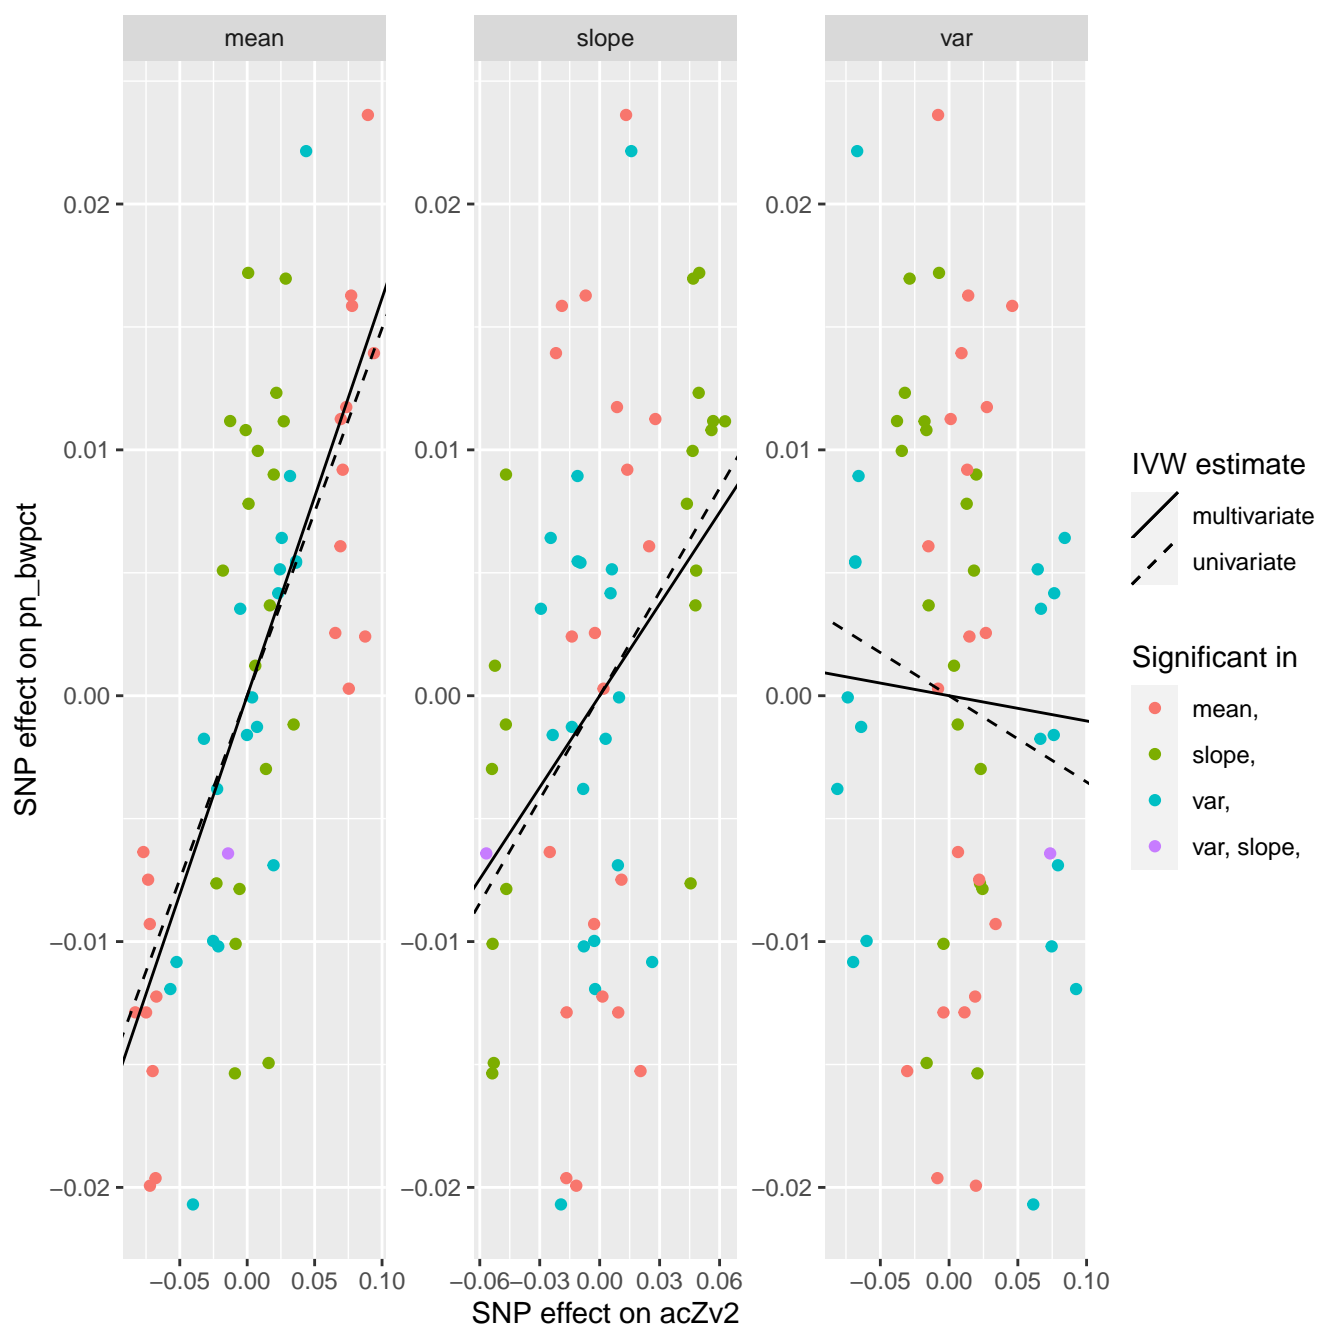 mean slope var
SNP effect on pn_bwpct
0.02 0.02 0.02
0.01 0.01 0.01
0.00 0.00 0.00
−0.01 −0.01 −0.01
−0.02 −0.02 −0.02
−0.05 0.00 0.05 0.10 −0.06 −0.03 0.00 0.03 0.06 −0.05 0.00 0.05 0.10
SNP effect on acZv2
IVW estimate
multivariate
univariate
Significant in
mean,
slope,
var,
var, slope,